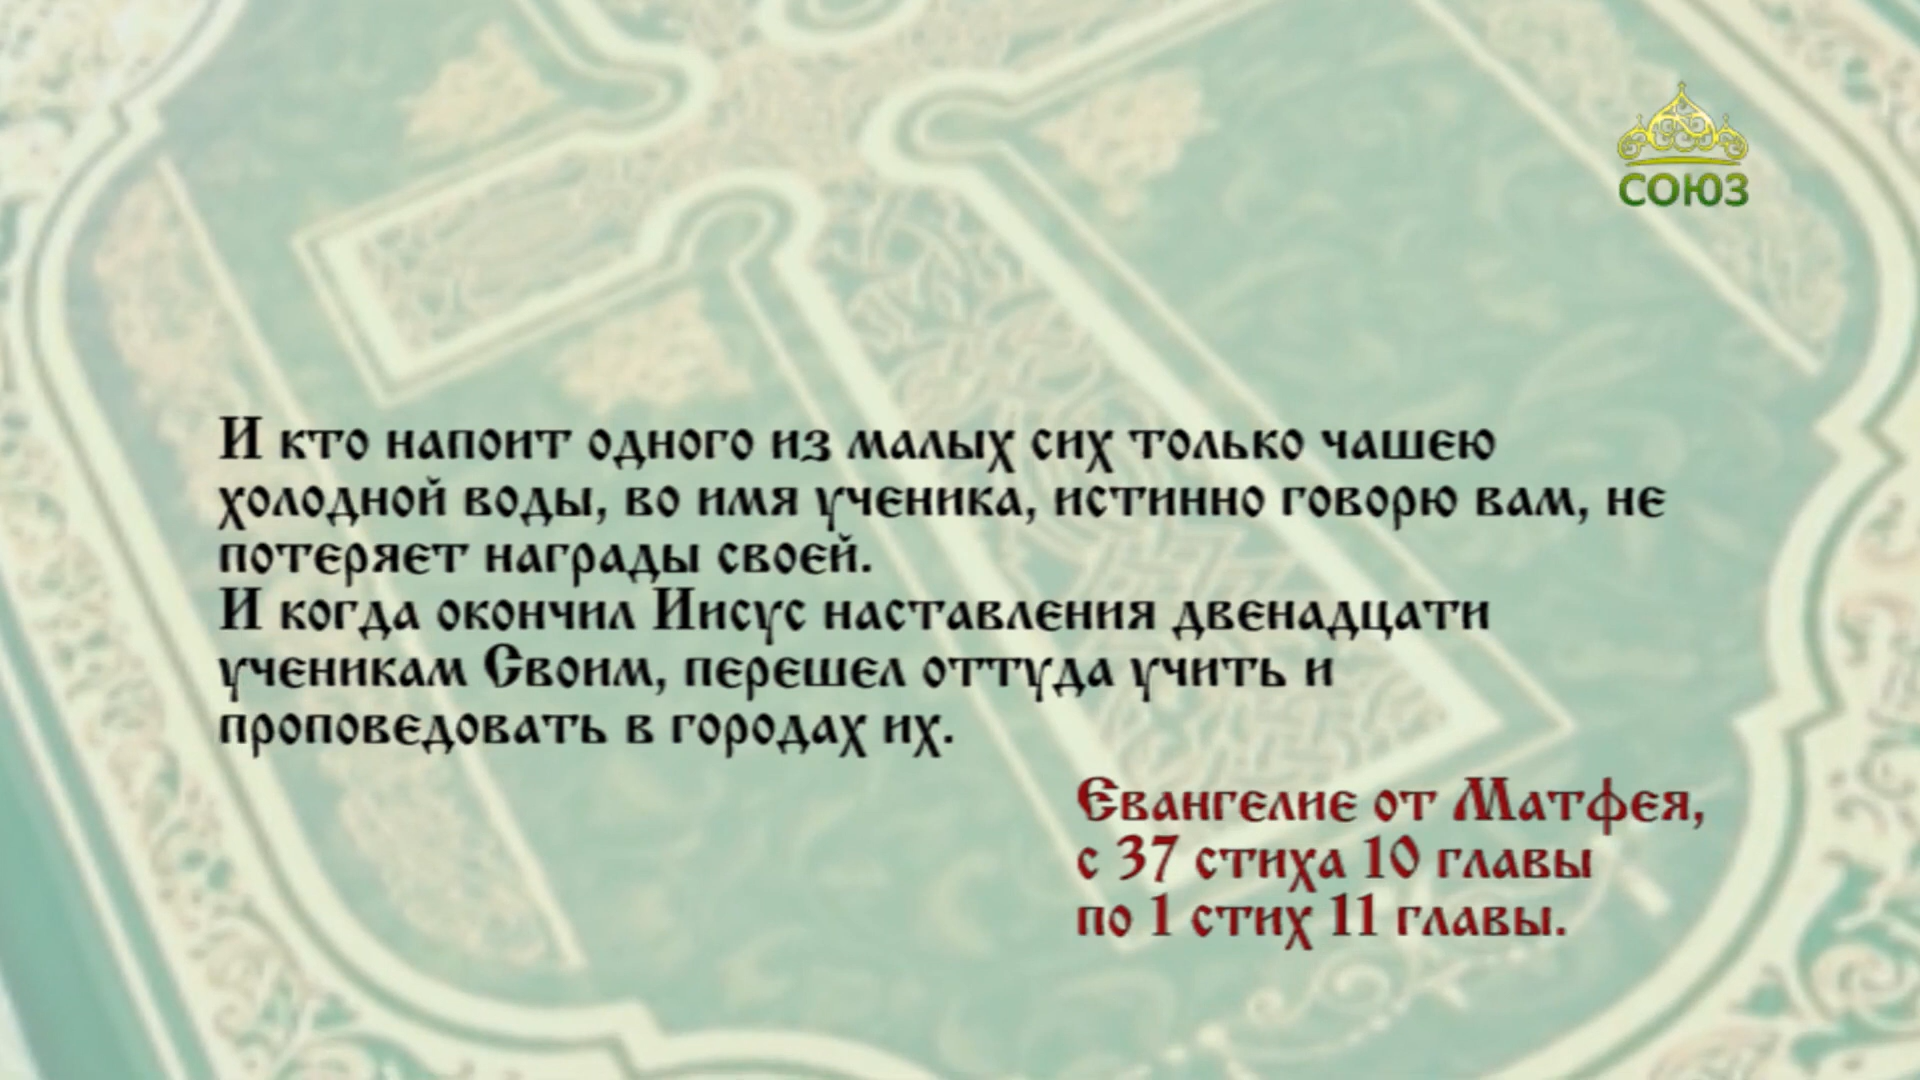 СОЮЗ
И кто напоит одного из малых сих только чашею
холодной воды, во имя ученика, истинно говорю вам, не
потеряет награды своей.
И когда окончил Иисус наставления двенадцати
ученикам Своим, перешел оттуда учить и
проповедовать в городах их.
Евангелие от Матфея,
с 37 стиха 10 главы
по 1 стих 11 главы.